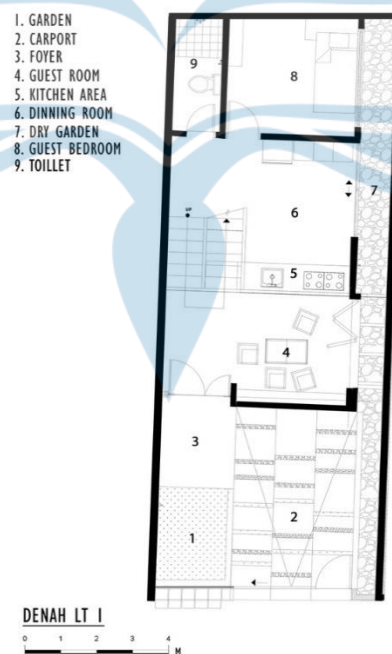 1. GARDEN
2. CARPORT
3. FOYER
4. GUEST ROOM
5. KITCHEN AREA
6. DINNING ROOM
7. DRY GARDEN
8. GUEST BEDROOM
9. TOILLET
9
8
7
UP
6
5
4
3
2
1
DENAH LT 1
0 1 2 3 4
M